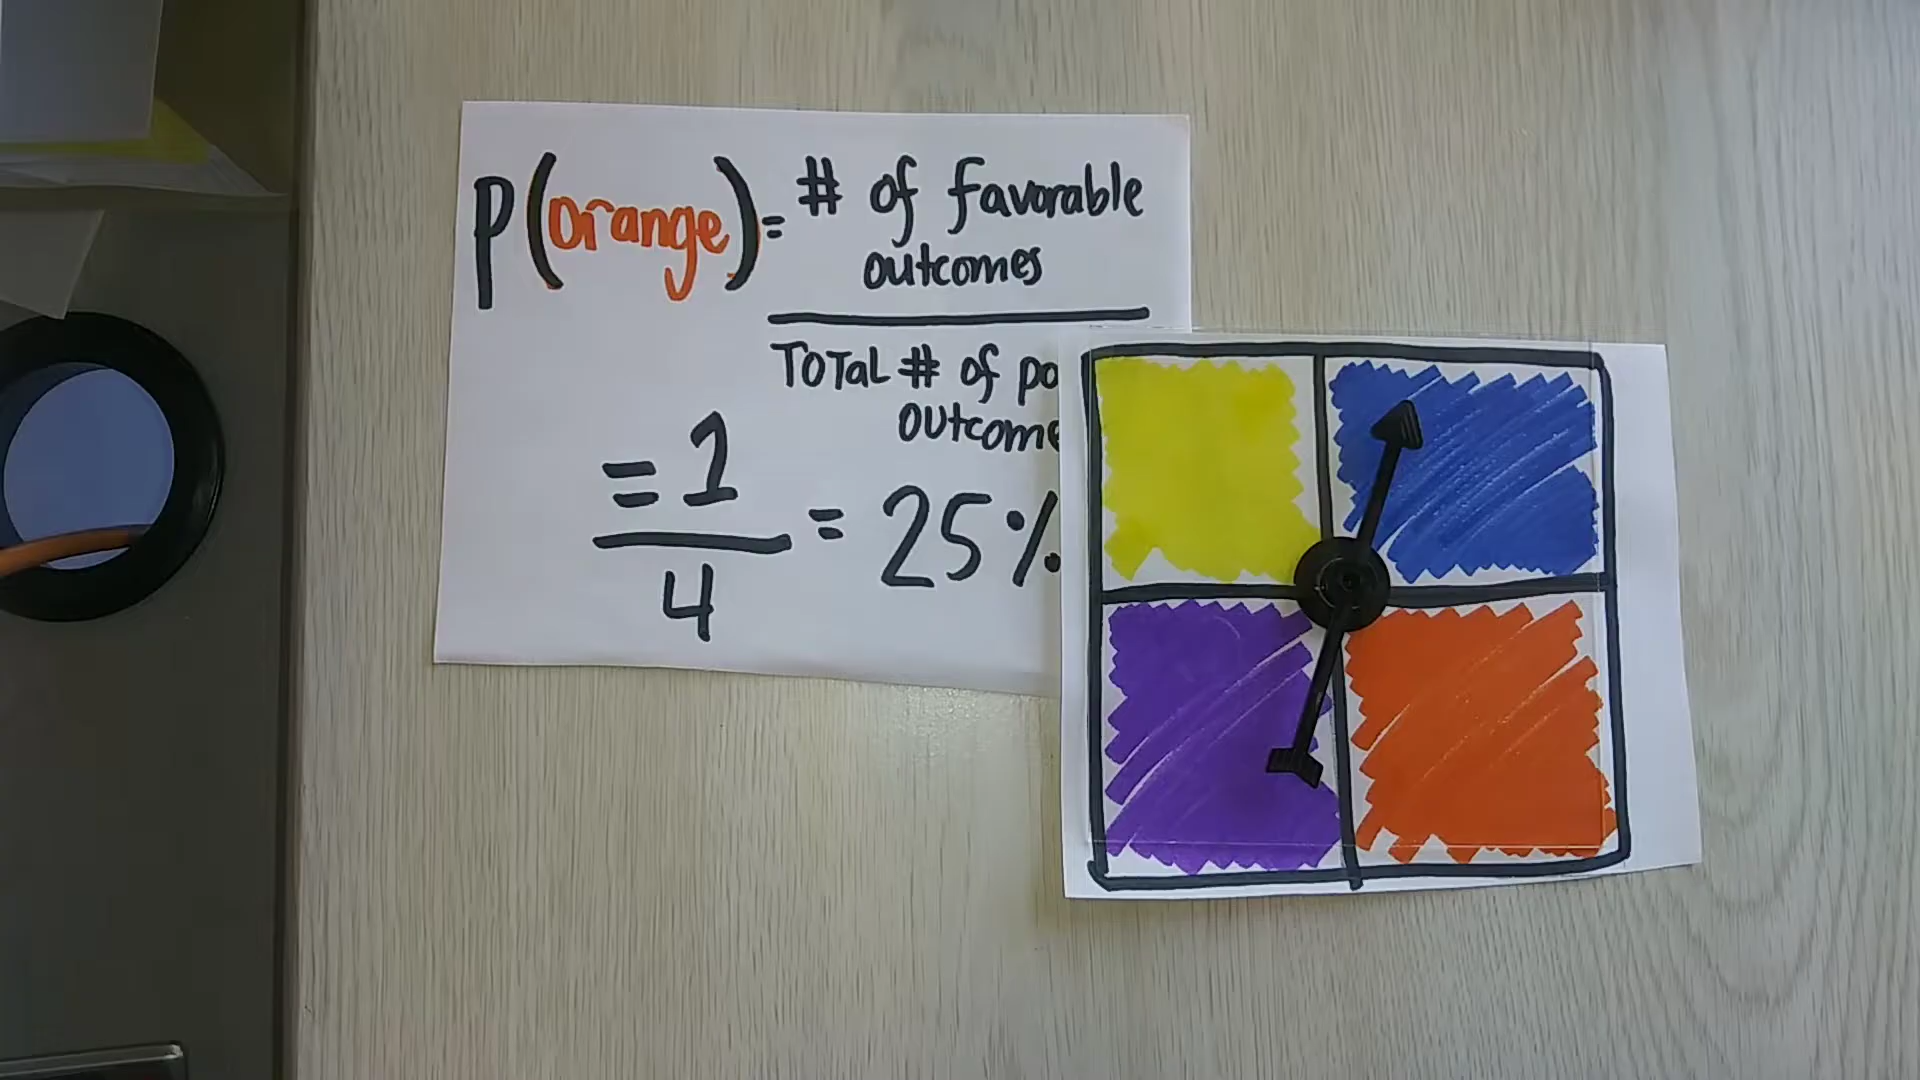 P(orange)= # of favorable
outcomes
TOTAL # of
= 1
4
= 25%